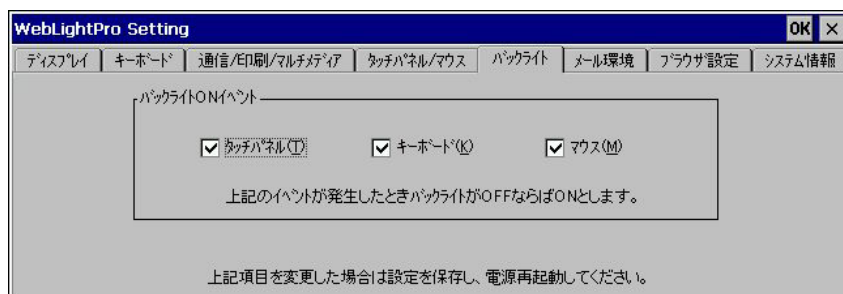 WebLightPro Setting OK ×
ﾃﾞｨｽﾌﾟﾚｲ ｷｰﾎﾞｰﾄﾞ 通信/印刷/ﾏﾙﾁﾒﾃﾞｨｱ ﾀｯﾁﾊﾟﾈﾙ/ﾏｳｽ ﾊﾞｯｸﾗｲﾄ ﾒｰﾙ環境 ﾌﾞﾗｳｻﾞ設定 ｼｽﾃﾑ情報
ﾊﾞｯｸﾗｲﾄONｲﾍﾞﾝﾄ
ﾀｯﾁﾊﾟﾈﾙ(T) ｷｰﾎﾞｰﾄﾞ(K) ﾏｳｽ(M)
上記のｲﾍﾞﾝﾄが発生したときﾊﾞｯｸﾗｲﾄがOFFならばONとします。
上記項目を変更した場合は設定を保存し、電源再起動してください。